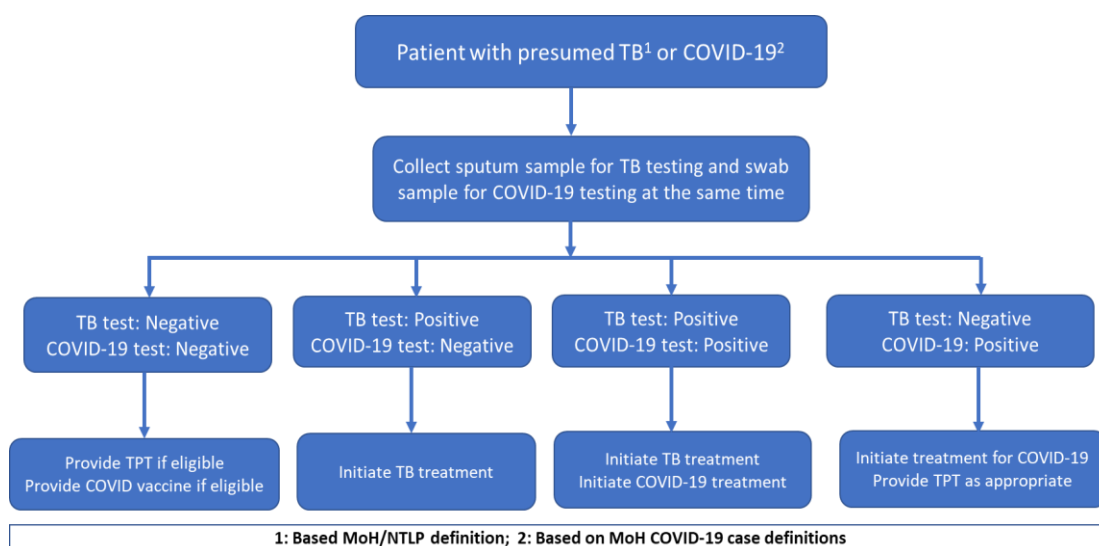 Patient with presumed TB¹ or COVID-19²
Collect sputum sample for TB testing and swab
sample for COVID-19 testing at the same time
TB test: Negative
COVID-19 test: Negative
TB test: Positive
COVID-19 test: Negative
TB test: Positive
COVID-19 test: Positive
TB test: Negative
COVID-19: Positive
Provide TPT if eligible
Provide COVID vaccine if eligible
Initiate TB treatment
Initiate TB treatment
Initiate COVID-19 treatment
Initiate treatment for COVID-19
Provide TPT as appropriate
1: Based MoH/NTLP definition; 2: Based on MoH COVID-19 case definitions